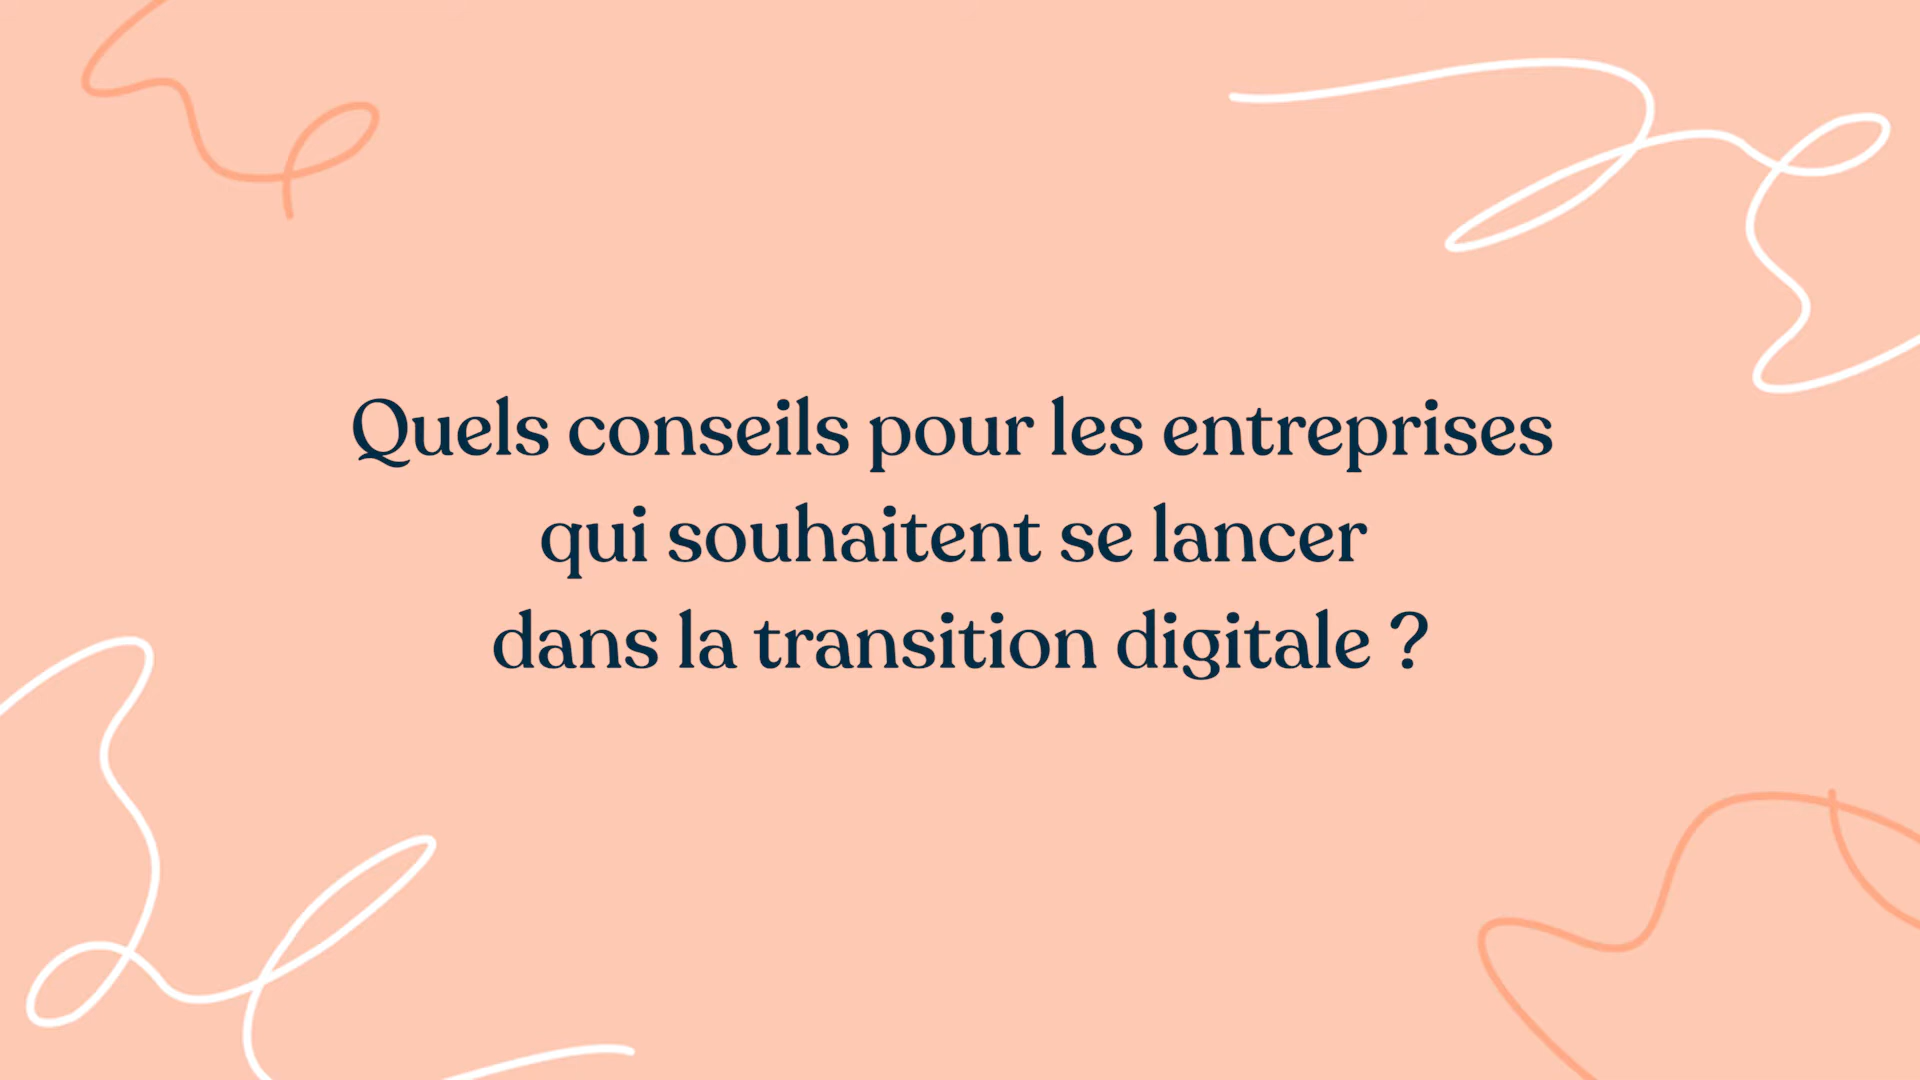 Quels conseils pour les entreprises
qui souhaitent se lancer
dans la transition digitale ?